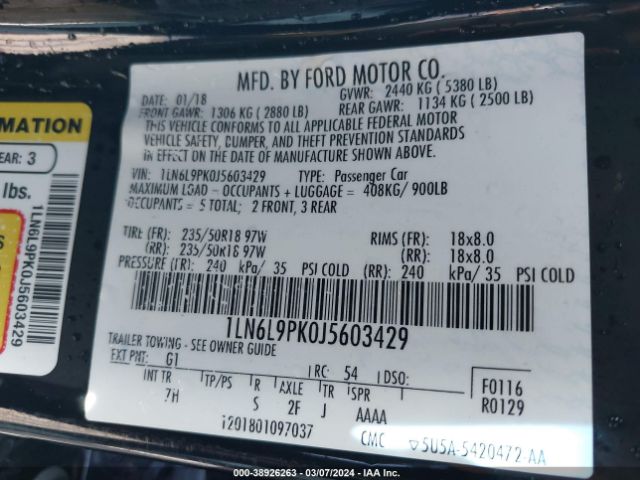 MFD. BY FORD MOTOR CO.
DATE: 01/18 GVWR: 2440 KG ( 5380 LB)
FRONT GAWR: 1306 KG ( 2880 LB) REAR GAWR: 1134 KG ( 2500 LB)
THIS VEHICLE CONFORMS TO ALL APPLICABLE FEDERAL MOTOR
VEHICLE SAFETY, BUMPER, AND THEFT PREVENTION STANDARDS
IN EFFECT ON THE DATE OF MANUFACTURE SHOWN ABOVE.
VIN: 1LN6L9PK0J5603429 TYPE: Passenger Car
MAXIMUM LOAD - OCCUPANTS + LUGGAGE = 408KG/ 900LB
OCCUPANTS = 5 TOTAL; 2 FRONT, 3 REAR
TIRE (FR): 235/50R18 97W RIMS (FR): 18x8.0
(RR): 235/50R18 97W (RR): 18x8.0
PRESSURE (FR): 240 kPa/ 35 PSI COLD (RR): 240 kPa/ 35 PSI COLD
1LN6L9PK0J5603429
TRAILER TOWING - SEE OWNER GUIDE
EXT PNT: G1 RC: 54 DSO: F0116
INT TR TP/PS R AXLE TR SPR R0129
7H S 2F J AAAA
1201801097037 CMC 5U5A-5420472-AA
RMATION
EAR: 3
lbs.
S
1LN6L9PK0J5603429
000-38926263 - 03/07/2024 - IAA Inc.